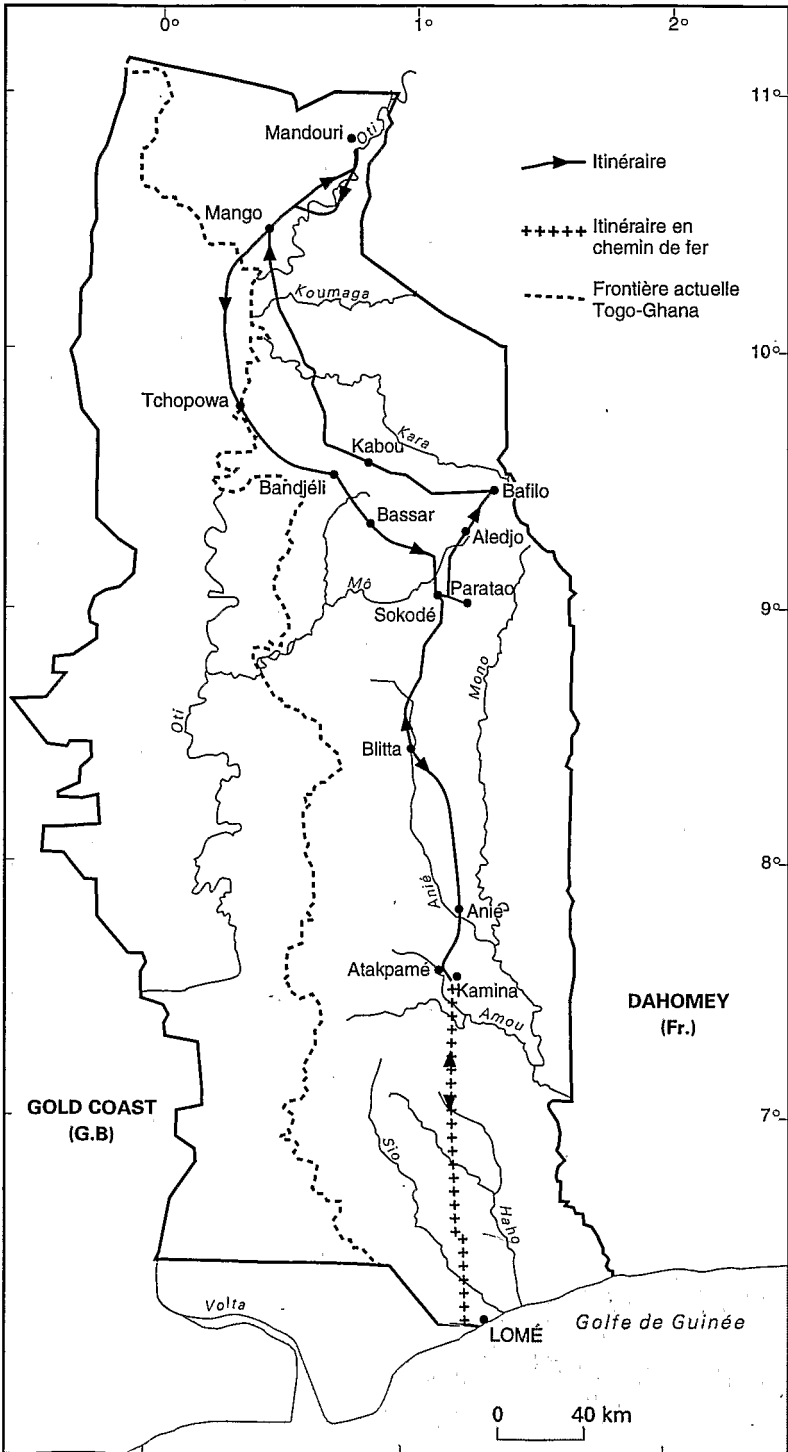 0°
1°
11°
Mandouri
Oti
Itinéraire
Mango
Itinéraire en
chemin de fer
Koumaga
Frontière actuelle
Togo-Ghana
10°
Tchopowa
Kara
Kabou
Bandjéli
Bafilo
Bassar
Aledjo
Mô
Paratao
Sokodé
9°
Mono
Oti
Blitta
8°
Anié
Anié
Atakpamé
Kamina
Amou
DAHOMEY
(Fr.)
GOLD COAST
(G.B)
7°
Sio
Haho
Volta
Golfe de Guinée
LOMÉ
0 40 km